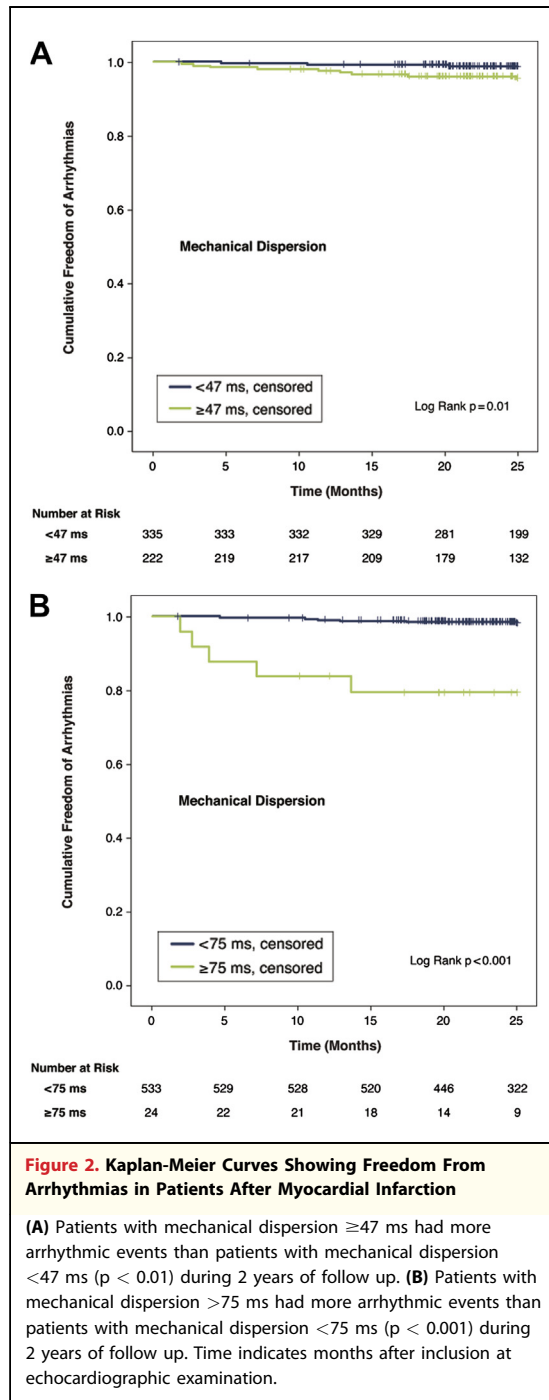 A
Cumulative Freedom of Arrhythmias
1.0
0.8
0.6
0.4
0.2
0.0
Mechanical Dispersion
<47 ms, censored
≥47 ms, censored
Log Rank p=0.01
0 5 10 15 20 25
Time (Months)
Number at Risk
<47 ms 335 333 332 329 281 199
≥47 ms 222 219 217 209 179 132
B
Cumulative Freedom of Arrhythmias
1.0
0.8
0.6
0.4
0.2
0.0
Mechanical Dispersion
<75 ms, censored
≥75 ms, censored
Log Rank p<0.001
0 5 10 15 20 25
Time (Months)
Number at Risk
<75 ms 533 529 528 520 446 322
≥75 ms 24 22 21 18 14 9
Figure 2. Kaplan-Meier Curves Showing Freedom From
Arrhythmias in Patients After Myocardial Infarction
(A) Patients with mechanical dispersion ≥47 ms had more
arrhythmic events than patients with mechanical dispersion
<47 ms (p < 0.01) during 2 years of follow up. (B) Patients with
mechanical dispersion >75 ms had more arrhythmic events than
patients with mechanical dispersion <75 ms (p < 0.001) during
2 years of follow up. Time indicates months after inclusion at
echocardiographic examination.